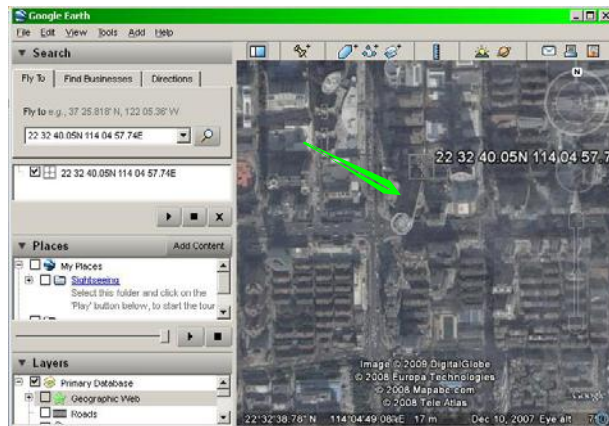 Google Earth
File Edit View Tools Add Help
Search
Fly To Find Businesses Directions
Fly to e.g., 37 25.818' N, 122 05.36' W
22 32 40.05N 114 04 57.74E
22 32 40.05N 114 04 57.74E
Places Add Content
My Places
Sightseeing
Select this folder and click on the
'Play' button below, to start the tour
Layers
Primary Database
Geographic Web
Roads
N
22 32 40.05N 114 04 57.7
Image © 2009 DigitalGlobe
© 2008 Europa Technologies
© 2008 Mapabc.com
© 2008 Tele Atlas
Google
22°32'38.78" N 114°04'49.08" E 17 m Dec 10, 2007 Eye alt